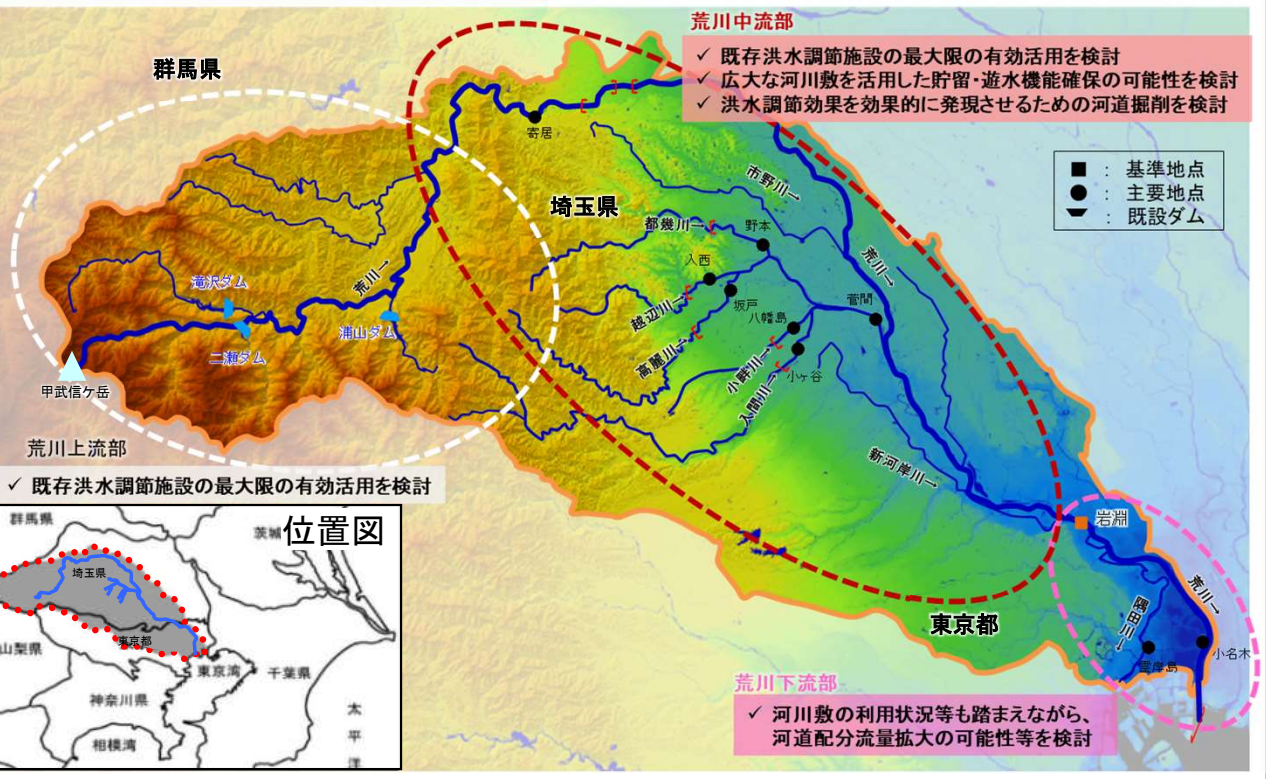 荒川中流部
✓ 既存洪水調節施設の最大限の有効活用を検討
✓ 広大な河川敷を活用した貯留・遊水機能確保の可能性を検討
✓ 洪水調節効果を効果的に発現させるための河道掘削を検討
群馬県
■ : 基準地点
● : 主要地点
: 既設ダム
寄居
埼玉県
市野川→
都幾川→
野本
荒川→
入西
坂戸
菅間
越辺川→
八幡島
高麗川→
小畔川→
小ヶ谷
入間川→
滝沢ダム
荒川→
二瀬ダム
浦山ダム
甲武信ケ岳
荒川上流部
✓ 既存洪水調節施設の最大限の有効活用を検討
新河岸川→
岩淵
荒川→
隅田川→
小名木
霊岸島
東京都
荒川下流部
✓ 河川敷の利用状況等も踏まえながら、
河道配分流量拡大の可能性等を検討
位置図
群馬県
茨城
埼玉県
東京都
山梨県
東京湾
千葉県
神奈川県
相模湾
太平洋